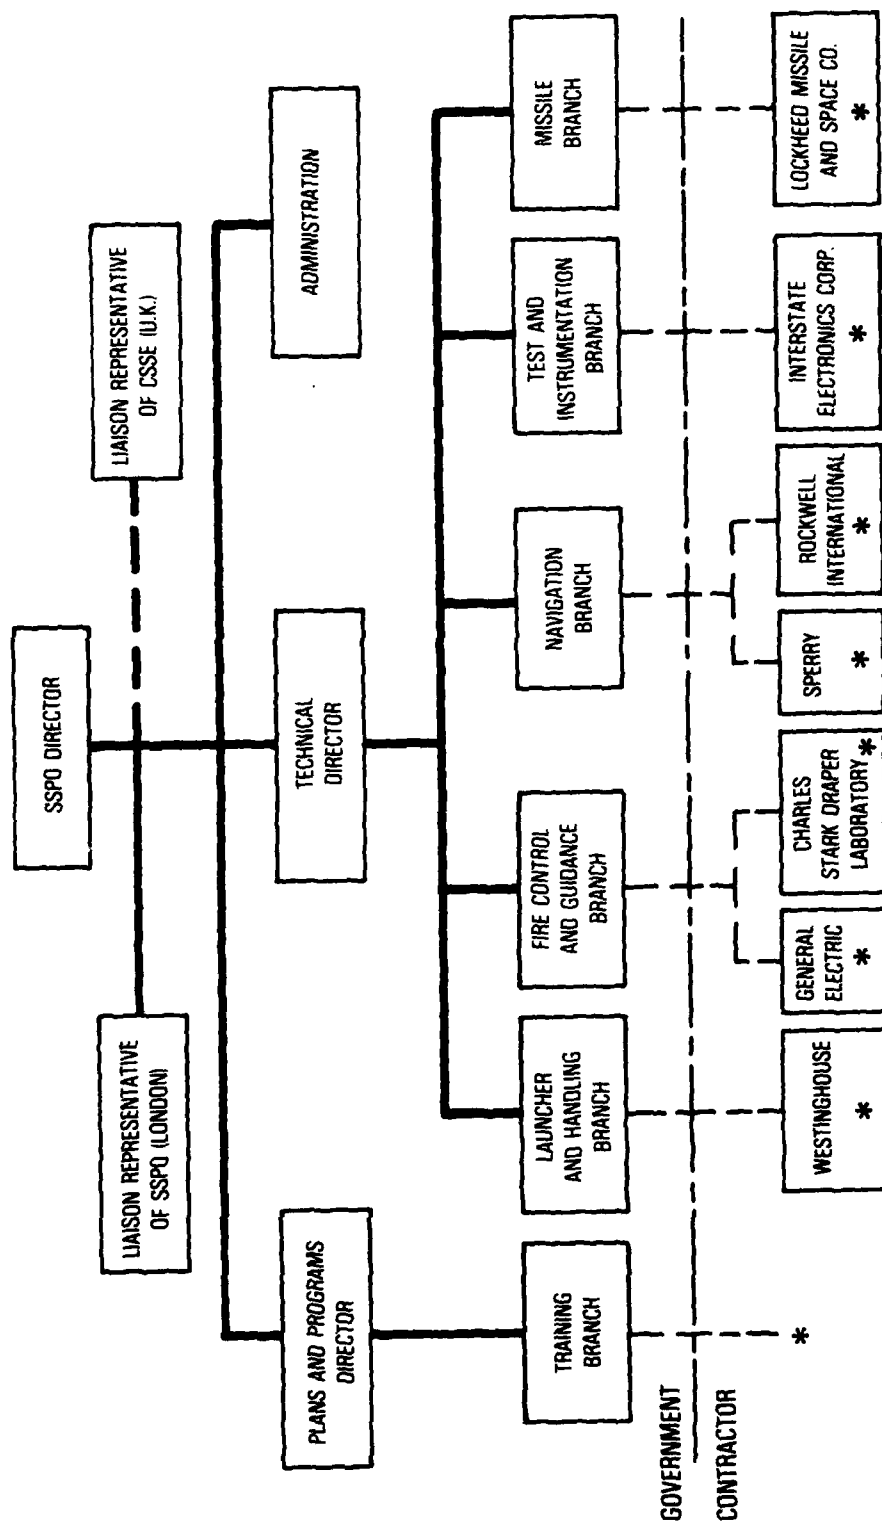 SSPO DIRECTOR
LIAISON REPRESENTATIVE
OF SSPO (LONDON)
LIAISON REPRESENTATIVE
OF CSSE (U.K.)
PLANS AND PROGRAMS
DIRECTOR
TECHNICAL
DIRECTOR
ADMINISTRATION
TRAINING
BRANCH
LAUNCHER
AND HANDLING
BRANCH
FIRE CONTROL
AND GUIDANCE
BRANCH
NAVIGATION
BRANCH
TEST AND
INSTRUMENTATION
BRANCH
MISSILE
BRANCH
GOVERNMENT
CONTRACTOR
*
WESTINGHOUSE
*
GENERAL
ELECTRIC
*
CHARLES
STARK DRAPER
LABORATORY
*
SPERRY
*
ROCKWELL
INTERNATIONAL
*
INTERSTATE
ELECTRONICS CORP.
*
LOCKHEED MISSILE
AND SPACE CO.
*